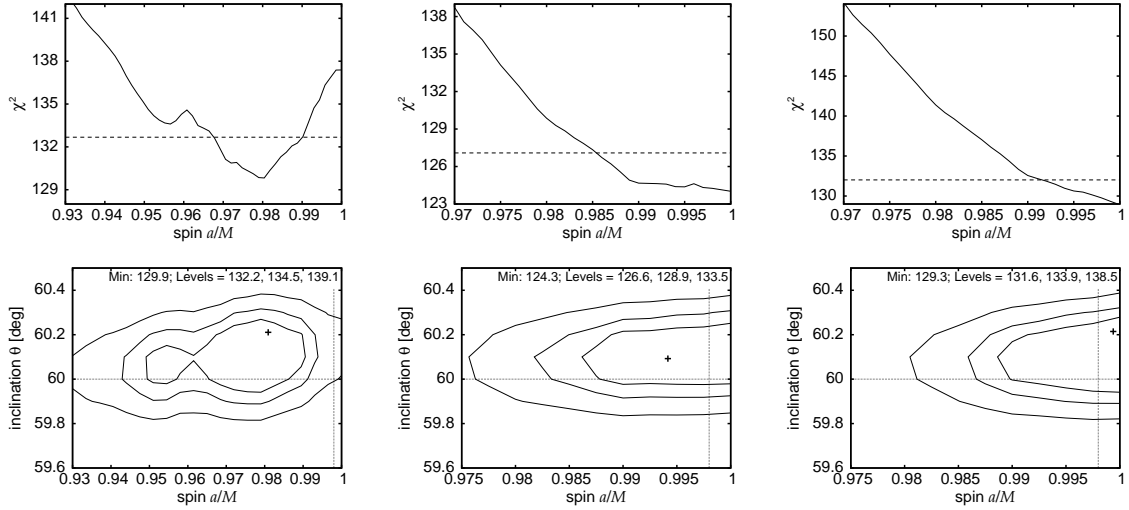 141
138
135
132
129
χ²
0.93 0.94 0.95 0.96 0.97 0.98 0.99 1
spin a/M
138
135
132
129
126
123
χ²
0.97 0.975 0.98 0.985 0.99 0.995 1
spin a/M
150
145
140
135
130
χ²
0.97 0.975 0.98 0.985 0.99 0.995 1
spin a/M
Min: 129.9; Levels = 132.2, 134.5, 139.1
60.4
60.2
60
59.8
59.6
inclination θ [deg]
0.93 0.94 0.95 0.96 0.97 0.98 0.99 1
spin a/M
Min: 124.3; Levels = 126.6, 128.9, 133.5
60.4
60.2
60
59.8
59.6
inclination θ [deg]
0.975 0.98 0.985 0.99 0.995 1
spin a/M
Min: 129.3; Levels = 131.6, 133.9, 138.5
60.4
60.2
60
59.8
59.6
inclination θ [deg]
0.975 0.98 0.985 0.99 0.995 1
spin a/M